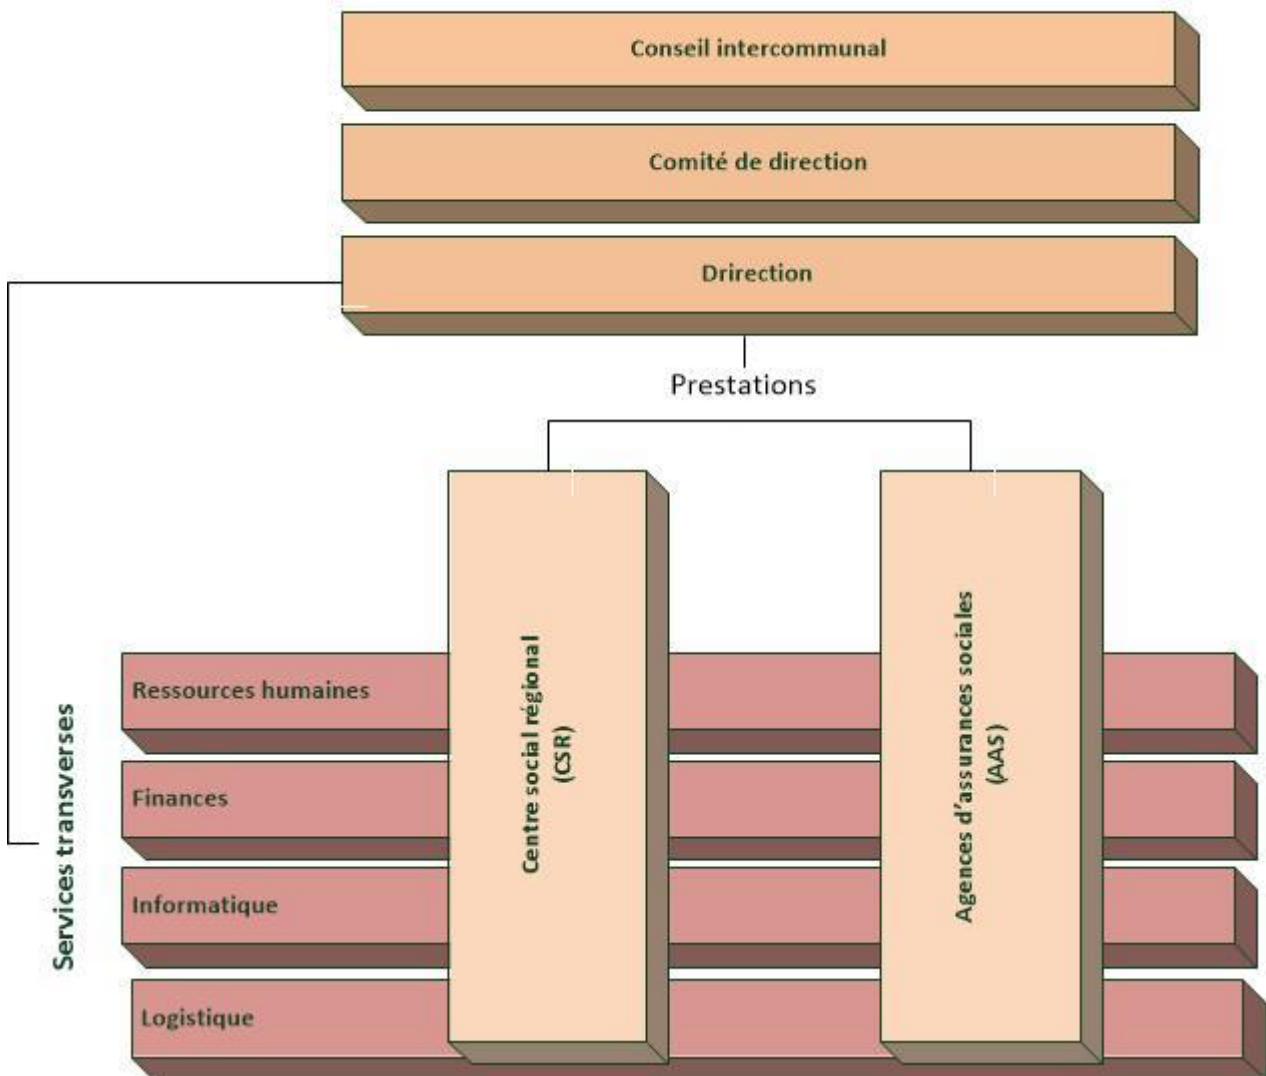 Conseil intercommunal
Comité de direction
Drirection
Prestations
Services transverses
Ressources humaines
Finances
Informatique
Logistique
Centre social régional
(CSR)
Agences d'assurances sociales
(AAS)